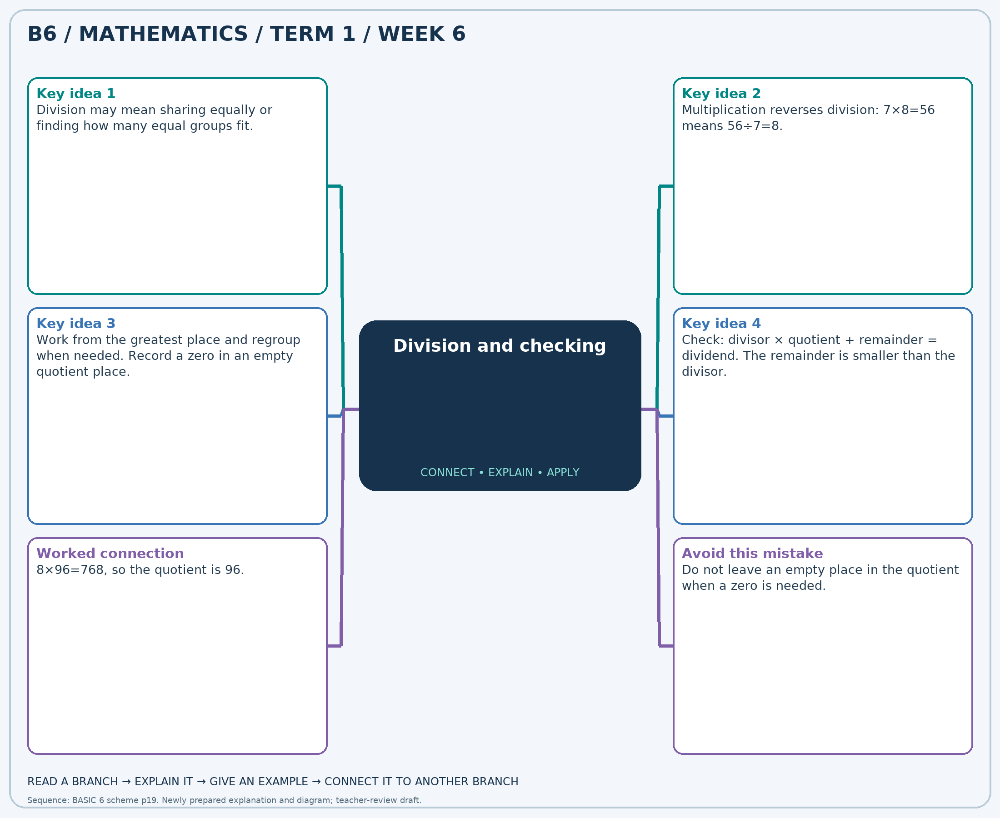 B6 / MATHEMATICS / TERM 1 / WEEK 6
Key idea 1
Division may mean sharing equally or
finding how many equal groups fit.
Key idea 2
Multiplication reverses division: 7×8=56
means 56÷7=8.
Key idea 3
Work from the greatest place and regroup
when needed. Record a zero in an empty
quotient place.
Division and checking
CONNECT • EXPLAIN • APPLY
Key idea 4
Check: divisor × quotient + remainder =
dividend. The remainder is smaller than the
divisor.
Worked connection
8×96=768, so the quotient is 96.
Avoid this mistake
Do not leave an empty place in the quotient
when a zero is needed.
READ A BRANCH → EXPLAIN IT → GIVE AN EXAMPLE → CONNECT IT TO ANOTHER BRANCH
Sequence: BASIC 6 scheme p19. Newly prepared explanation and diagram; teacher-review draft.